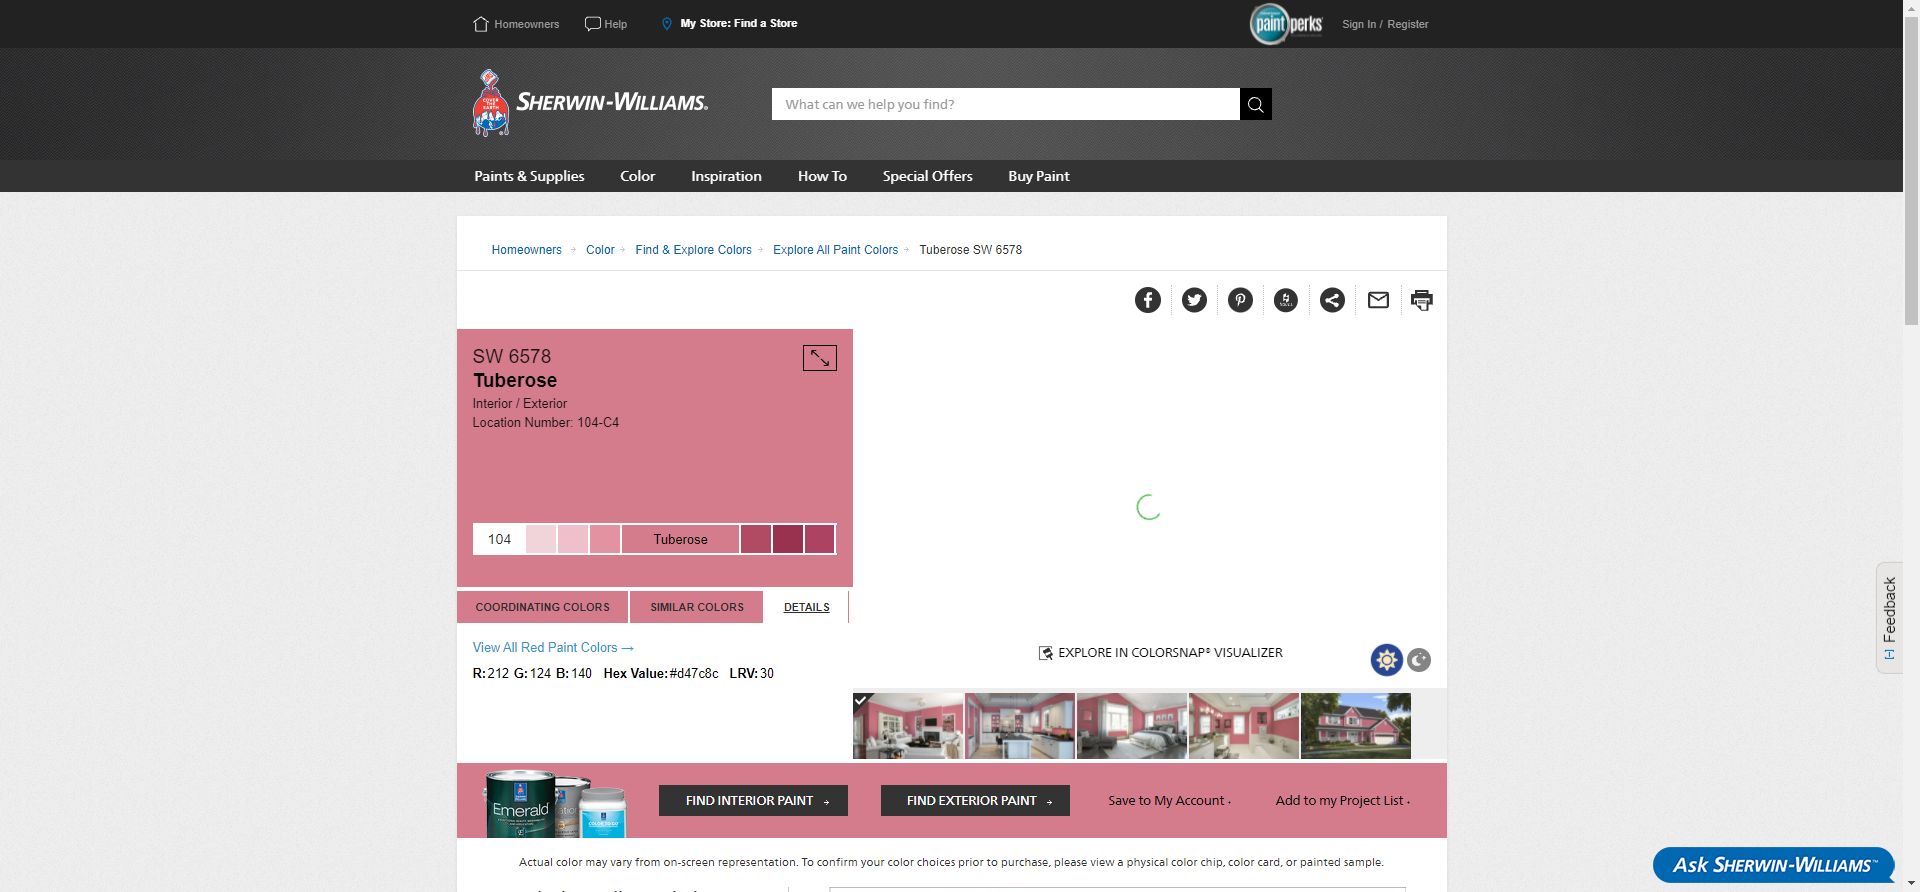 Homeowners
Help
My Store: Find a Store
paint perks
Sign In / Register
COVER THE EARTH
SHERWIN-WILLIAMS®
What can we help you find?
Paints & Supplies
Color
Inspiration
How To
Special Offers
Buy Paint
Homeowners
Color
Find & Explore Colors
Explore All Paint Colors
Tuberose SW 6578
SW 6578
Tuberose
Interior / Exterior
Location Number: 104-C4
104
Tuberose
COORDINATING COLORS
SIMILAR COLORS
DETAILS
View All Red Paint Colors →
R: 212 G: 124 B: 140 Hex Value: #d47c8c LRV: 30
EXPLORE IN COLORSNAP® VISUALIZER
Feedback
[-]
Emerald
FIND INTERIOR PAINT
FIND EXTERIOR PAINT
Save to My Account
Add to my Project List
Actual color may vary from on-screen representation. To confirm your color choices prior to purchase, please view a physical color chip, color card, or painted sample.
Ask SHERWIN-WILLIAMS™